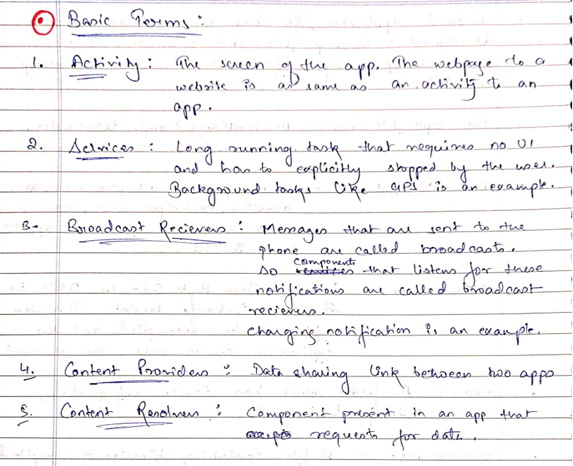 Basic Terms :
1. Activity : The screen of the app. The webpage to a
website is as same as an activity to an
app.
2. Services : Long running task that requires no UI
and has to explicitly stopped by the user.
Background tasks like GPS is an example.
3. Broadcast Recievers : Messages that are sent to the
phone are called broadcasts.
so component that listens for these
notifications are called broadcast
recievers.
charging notification is an example.
4. Content Providers : Data sharing link between two apps
5. Content Resolvers : Component present in an app that
requests for data.